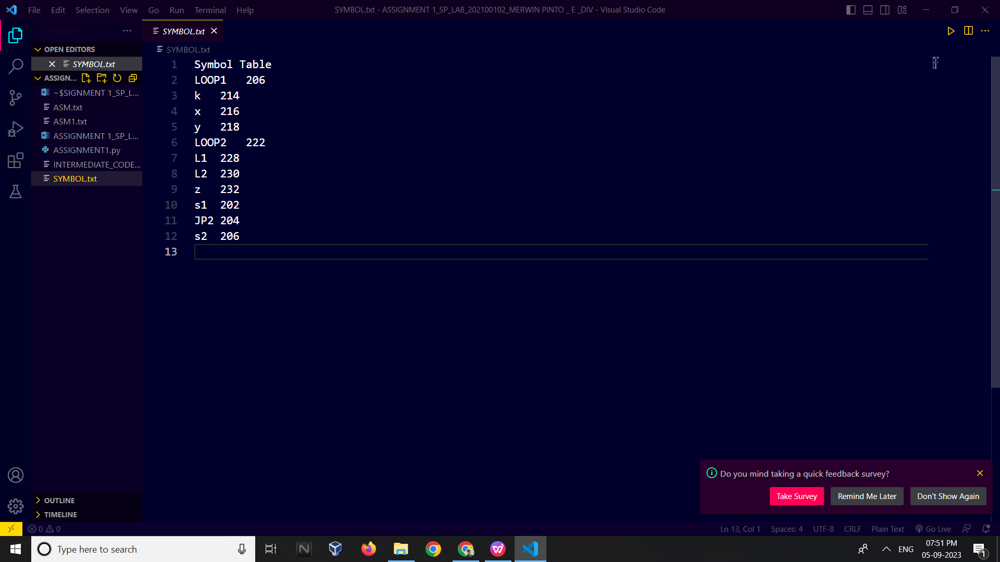 File Edit Selection View Go Run Terminal Help
SYMBOL.txt - ASSIGNMENT 1_SP_LAB_202100102_MERWIN PINTO _ E _DIV - Visual Studio Code
EXPLORER
SYMBOL.txt
OPEN EDITORS
SYMBOL.txt
ASSIGN...
~$SIGNMENT 1_SP_L...
ASM.txt
ASM1.txt
ASSIGNMENT 1_SP_L...
ASSIGNMENT1.py
INTERMEDIATE_CODE...
SYMBOL.txt
OUTLINE
TIMELINE
SYMBOL.txt
1 Symbol Table
2 LOOP1 206
3 k 214
4 x 216
5 y 218
6 LOOP2 222
7 L1 228
8 L2 230
9 z 232
10 s1 202
11 JP2 204
12 s2 206
13
Do you mind taking a quick feedback survey?
Take Survey Remind Me Later Don't Show Again
0 0
Ln 13, Col 1 Spaces: 4 UTF-8 CRLF Plain Text Go Live
Type here to search
ENG
07:51 PM
05-09-2023
1